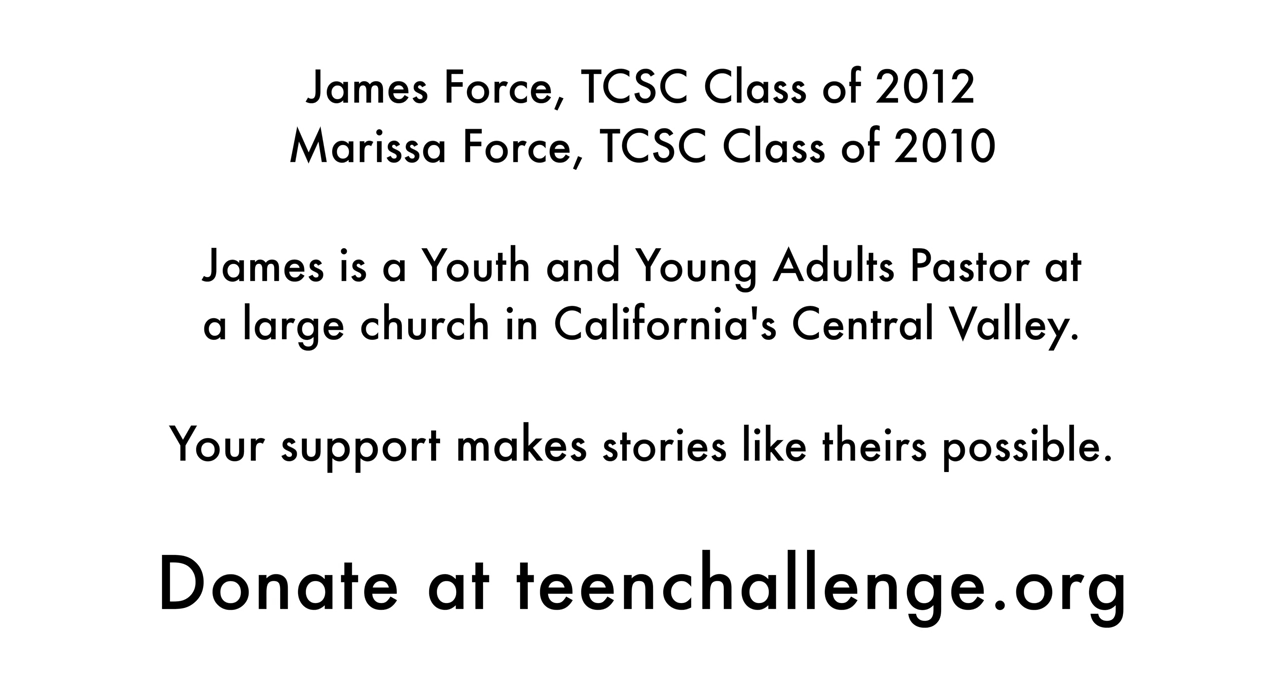 James Force, TCSC Class of 2012
Marissa Force, TCSC Class of 2010
James is a Youth and Young Adults Pastor at
a large church in California's Central Valley.
Your support makes stories like theirs possible.
Donate at teenchallenge.org